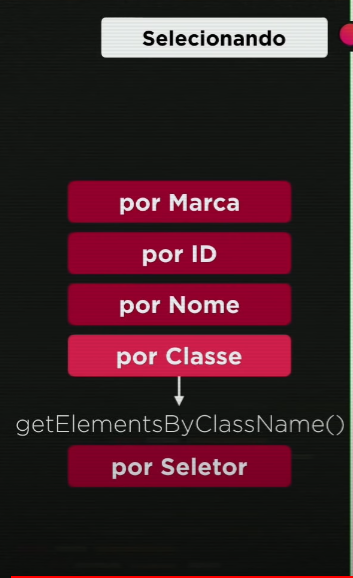 Selecionando
por Marca
por ID
por Nome
por Classe
getElementsByClassName()
por Seletor